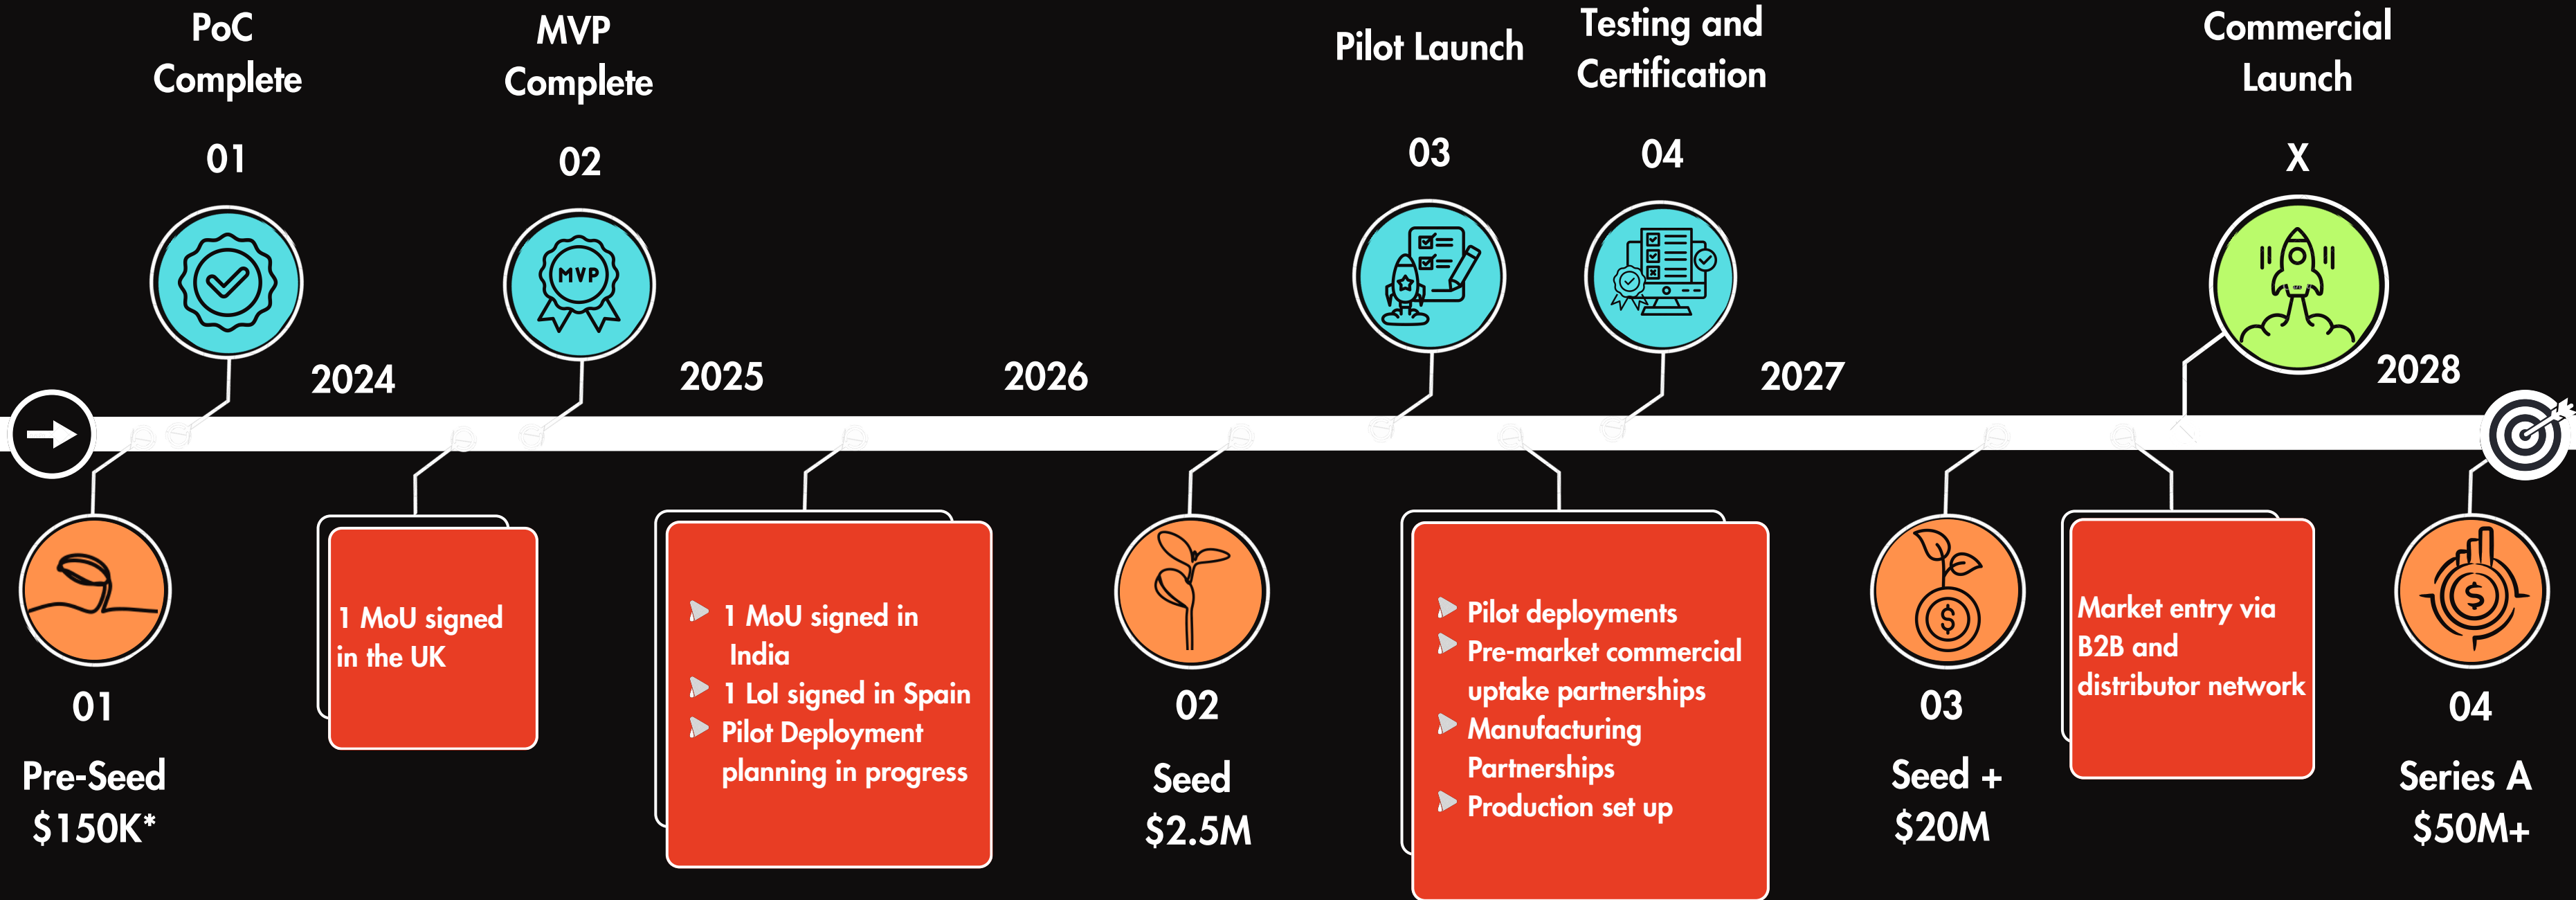 PoC
Complete
01
MVP
Complete
02
Pilot Launch
03
Testing and
Certification
04
Commercial
Launch
X
MVP
2024
2025
2026
2027
2028
01
Pre-Seed
$150K*
1 MoU signed
in the UK
1 MoU signed in
India
1 LoI signed in Spain
Pilot Deployment
planning in progress
02
Seed
$2.5M
Pilot deployments
Pre-market commercial
uptake partnerships
Manufacturing
Partnerships
Production set up
$
03
Seed +
$20M
Market entry via
B2B and
distributor network
$
04
Series A
$50M+